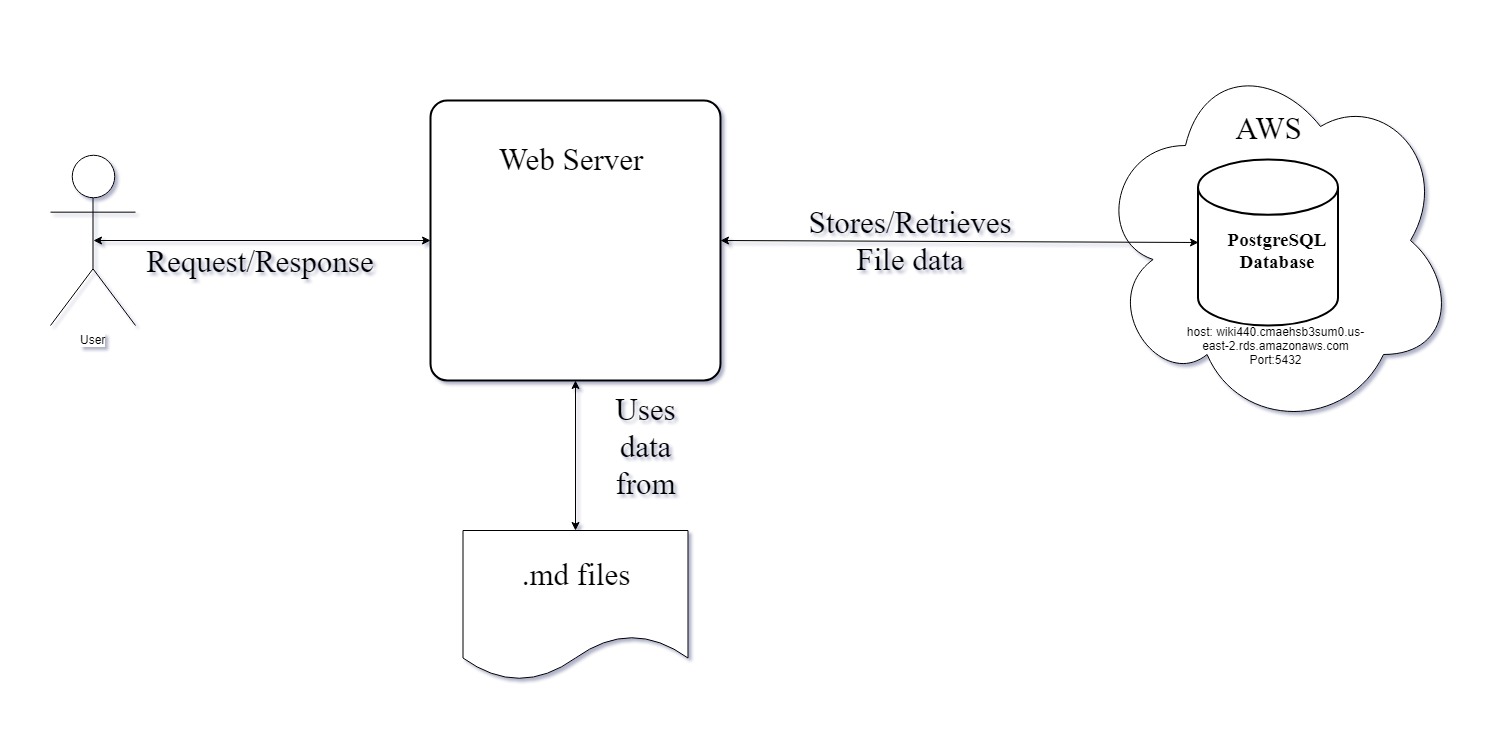 Web Server
Request/Response
User
Stores/Retrieves
File data
AWS
PostgreSQL
Database
host: wiki440.cmaehsb3sum0.us-
east-2.rds.amazonaws.com
Port:5432
Uses
data
from
.md files